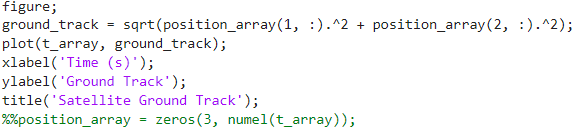 figure;
ground_track = sqrt(position_array(1, :).^2 + position_array(2, :).^2);
plot(t_array, ground_track);
xlabel('Time (s)');
ylabel('Ground Track');
title('Satellite Ground Track');
%%position_array = zeros(3, numel(t_array));